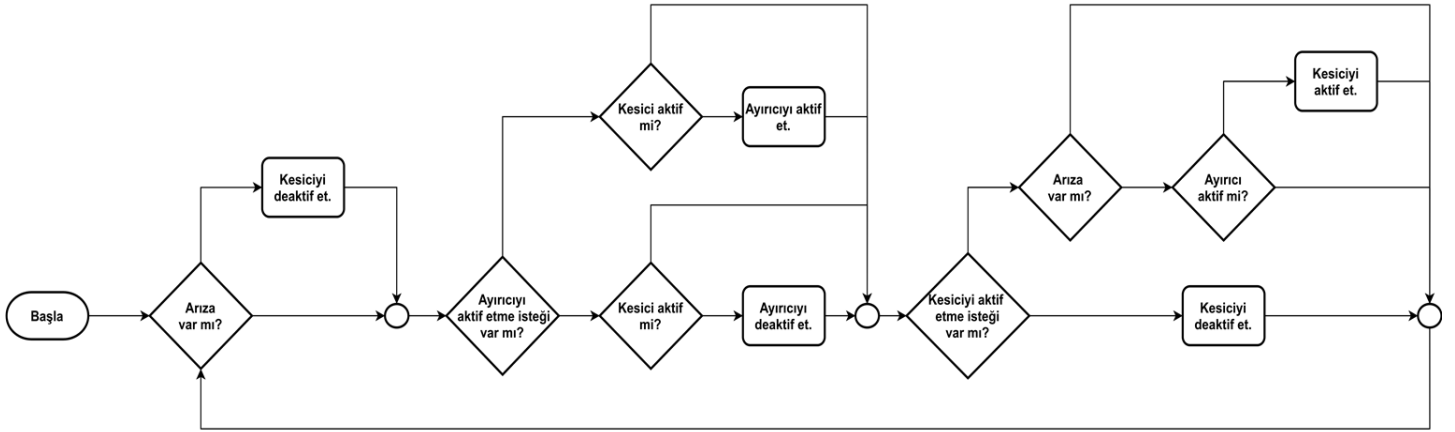 Başla
Arıza
var mı?
Kesiciyi
deaktif et.
Ayırıcıyı
aktif etme isteği
var mı?
Kesici aktif
mi?
Ayırıcıyı aktif
et.
Kesici aktif
mi?
Ayırıcıyı
deaktif et.
Kesiciyi aktif
etme isteği
var mı?
Arıza
var mı?
Ayırıcı
aktif mi?
Kesiciyi
aktif et.
Kesiciyi
deaktif et.